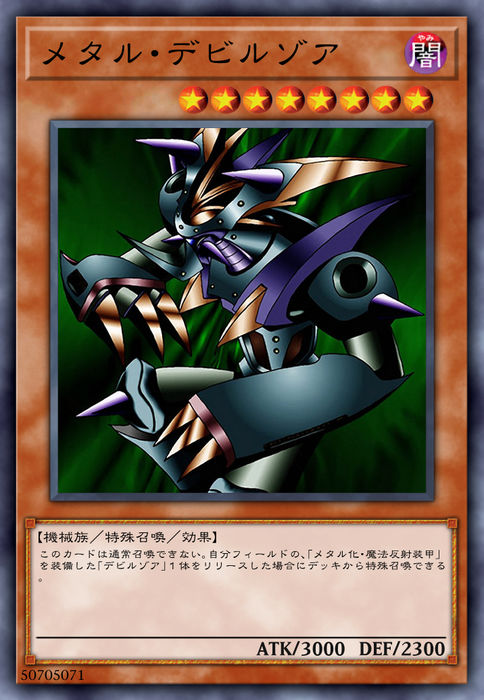 メタル・デビルゾア
やみ
闇
【機械族／特殊召喚／効果】
このカードは通常召喚できない。自分フィールドの、「メタル化・魔法反射装甲」
を装備した「デビルゾア」１体をリリースした場合にデッキから特殊召喚できる
。
ATK/3000 DEF/2300
50705071